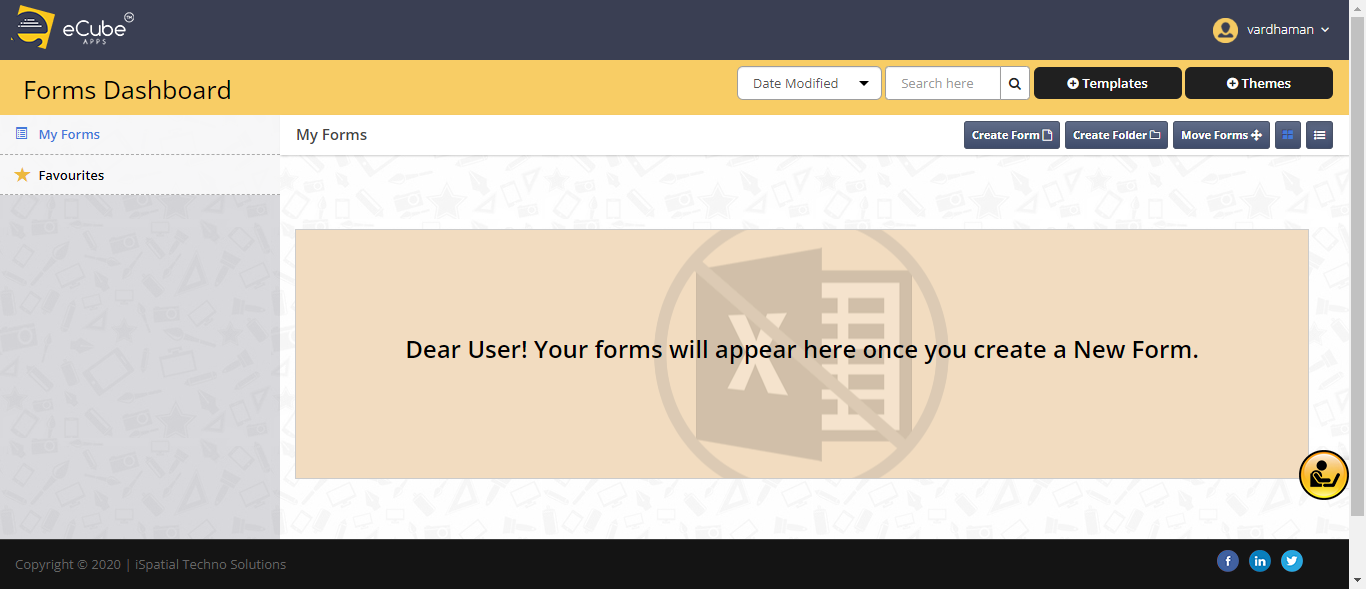 eCube TM
APPS
vardhaman
Forms Dashboard
Date Modified
Search here
Templates
Themes
My Forms
Favourites
My Forms
Create Form
Create Folder
Move Forms
X
Dear User! Your forms will appear here once you create a New Form.
Copyright © 2020 | iSpatial Techno Solutions
f
in